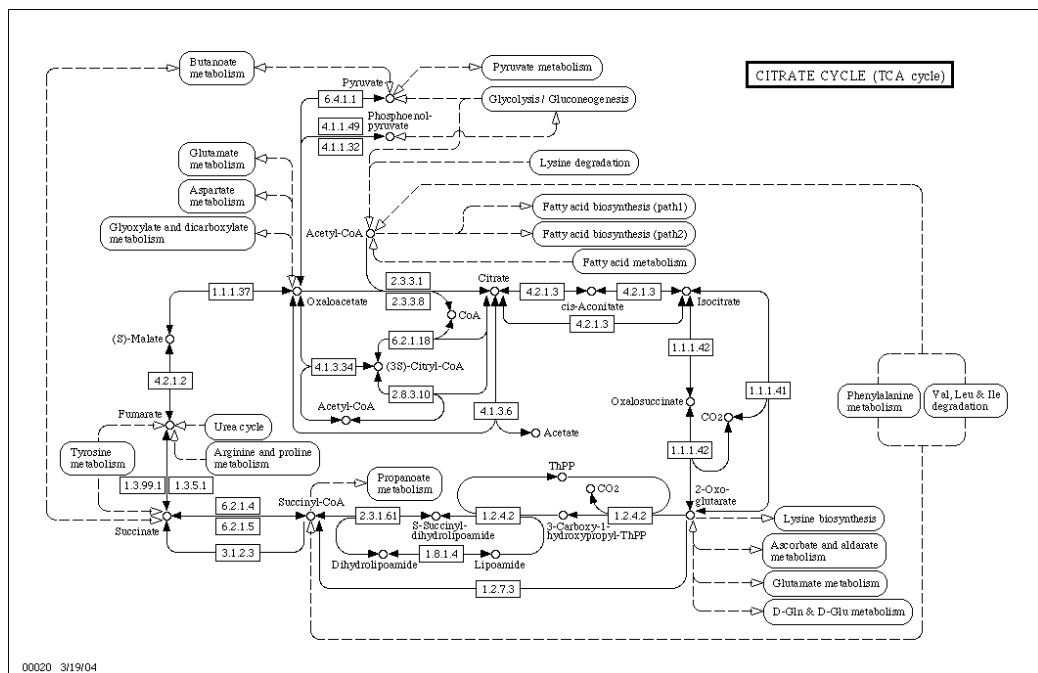 Butanoate
metabolism
Pyruvate metabolism
CITRATE CYCLE (TCA cycle)
Pyruvate
6.4.1.1
Glycolysis / Gluconeogenesis
Phosphoenol-
pyruvate
4.1.1.49
4.1.1.32
Glutamate
metabolism
Lysine degradation
Aspartate
metabolism
Fatty acid biosynthesis (path1)
Glyoxylate and dicarboxylate
metabolism
Acetyl-CoA
Fatty acid biosynthesis (path2)
Fatty acid metabolism
1.1.1.37
Oxaloacetate
2.3.3.1
2.3.3.8
Citrate
4.2.1.3
cis-Aconitate
4.2.1.3
Isocitrate
4.2.1.3
CoA
(S)-Malate
6.2.1.18
1.1.1.42
4.1.3.34
(3S)-Citryl-CoA
4.2.1.2
2.8.3.10
Oxalosuccinate
1.1.1.41
Phenylalanine
metabolism
Val, Leu & Ile
degradation
Acetyl-CoA
4.1.3.6
CO2
Fumarate
Urea cycle
Acetate
Tyrosine
metabolism
Arginine and proline
metabolism
1.1.1.42
1.3.99.1
1.3.5.1
Propanoate
metabolism
ThPP
CO2
2-Oxo-
glutarate
6.2.1.4
6.2.1.5
Succinyl-CoA
2.3.1.61
1.2.4.2
1.2.4.2
Lysine biosynthesis
Succinate
S-Succinyl-
dihydrolipoamide
3-Carboxy-1-
hydroxypropyl-ThPP
3.1.2.3
1.8.1.4
Dihydrolipoamide
Lipoamide
Ascorbate and aldarate
metabolism
1.2.7.3
Glutamate metabolism
D-Gln & D-Glu metabolism
00020 3/19/04